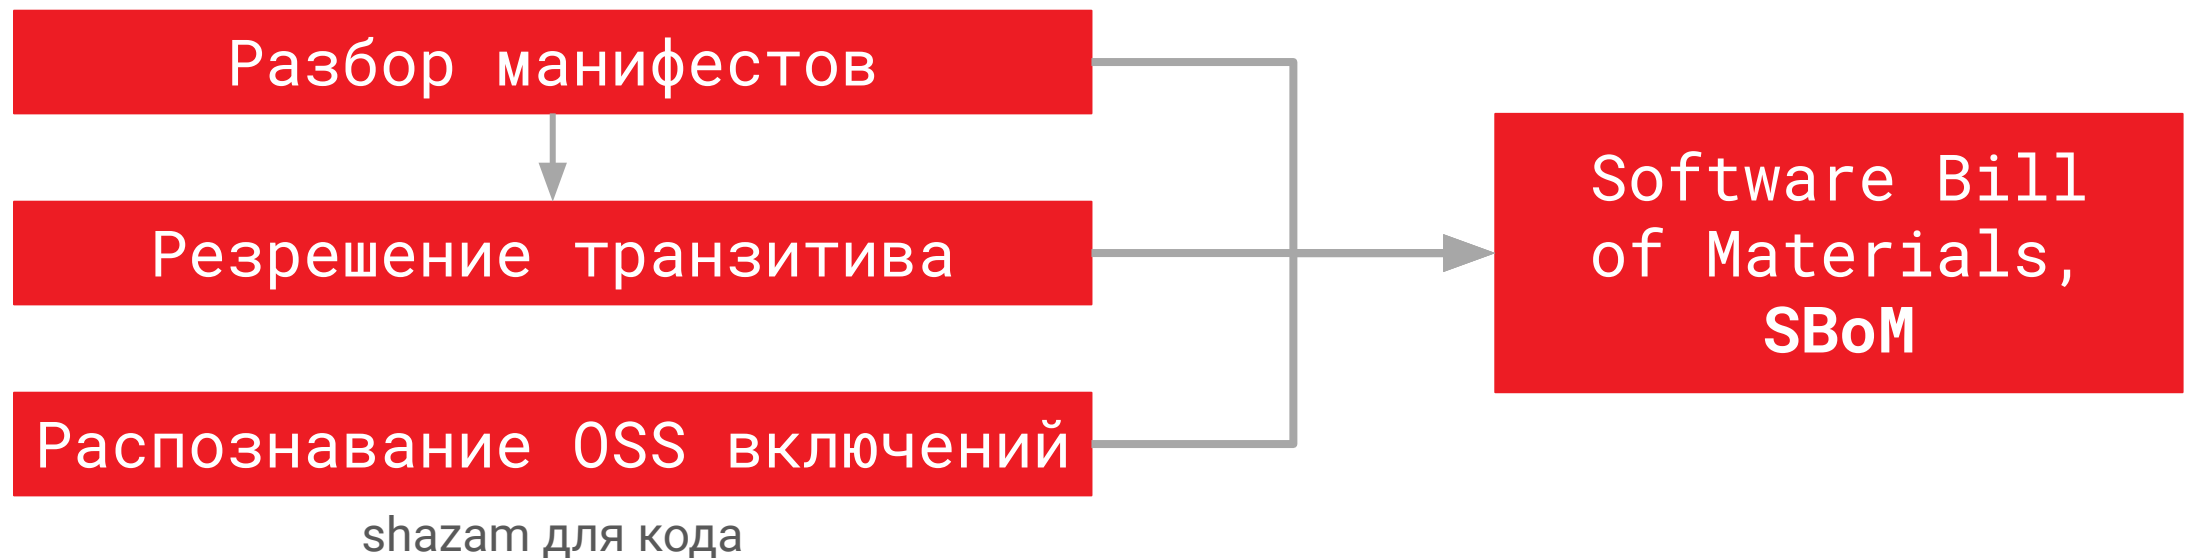 Разбор манифестов
Резрешение транзитива
Распознавание OSS включений
shazam для кода
Software Bill
of Materials,
SBoM